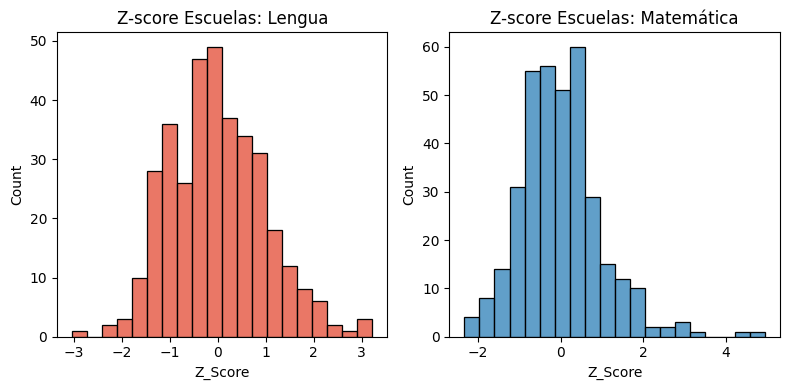 Z-score Escuelas: Lengua
50
40
30
20
10
0
Count
−3 −2 −1 0 1 2 3
Z_Score
Z-score Escuelas: Matemática
60
50
40
30
20
10
0
Count
−2 0 2 4
Z_Score